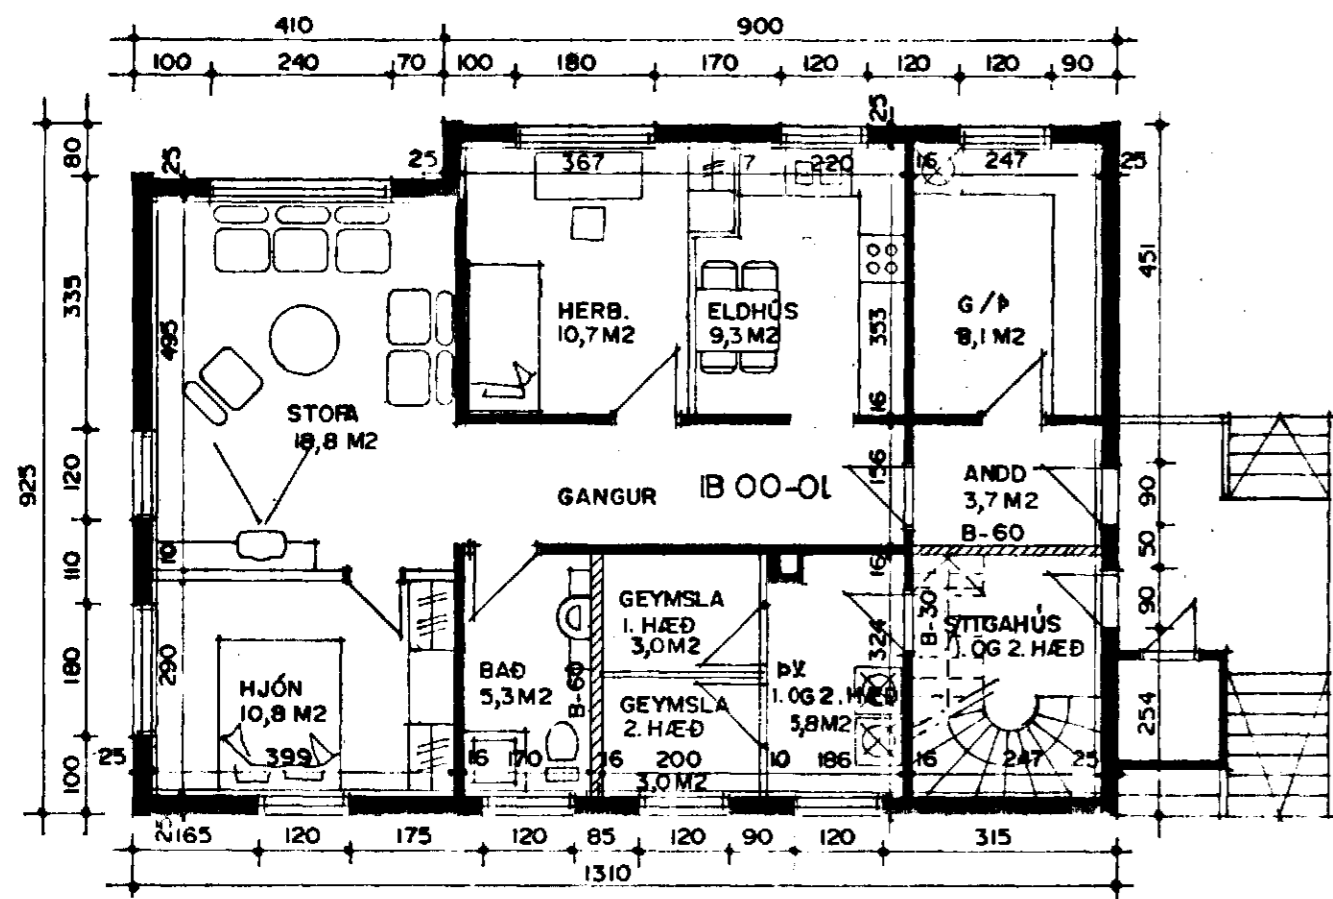 410 900
100 240 70 100 180 170 120 120 120 90
25
80 25 25 367 7 220 16 247 25
335
495
451
HERB.
10,7 M2
ELDHÚS
9,3 M2
353
G/Þ
8,1 M2
STOFA
18,8 M2
16
925
120
156
GANGUR
IB 00-01
ANDD
3,7 M2
B-60
90
50
90
110
10
16
GEYMSLA
1. HÆÐ
3,0 M2
B-30
STIGAHÚS
1. OG 2. HÆÐ
324
180
290
HJÓN
10,8 M2
BAÐ
5,3 M2
B-60
GEYMSLA
2. HÆÐ
3,0 M2
1. OG 2. HÆÐ
5,8 M2
254
100
25 399 16 170 16 200 10 186 16 247 25
25
165 120 175 120 85 120 90 120 315
1310